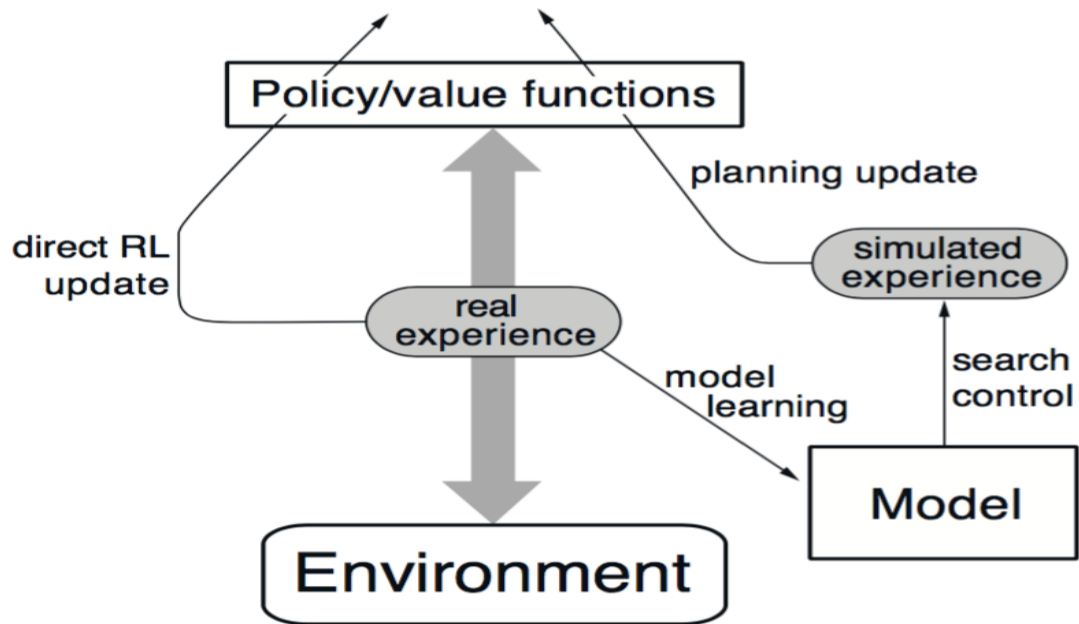 Policy/value functions
planning update
direct RL
update
simulated
experience
real
experience
model
learning
search
control
Model
Environment